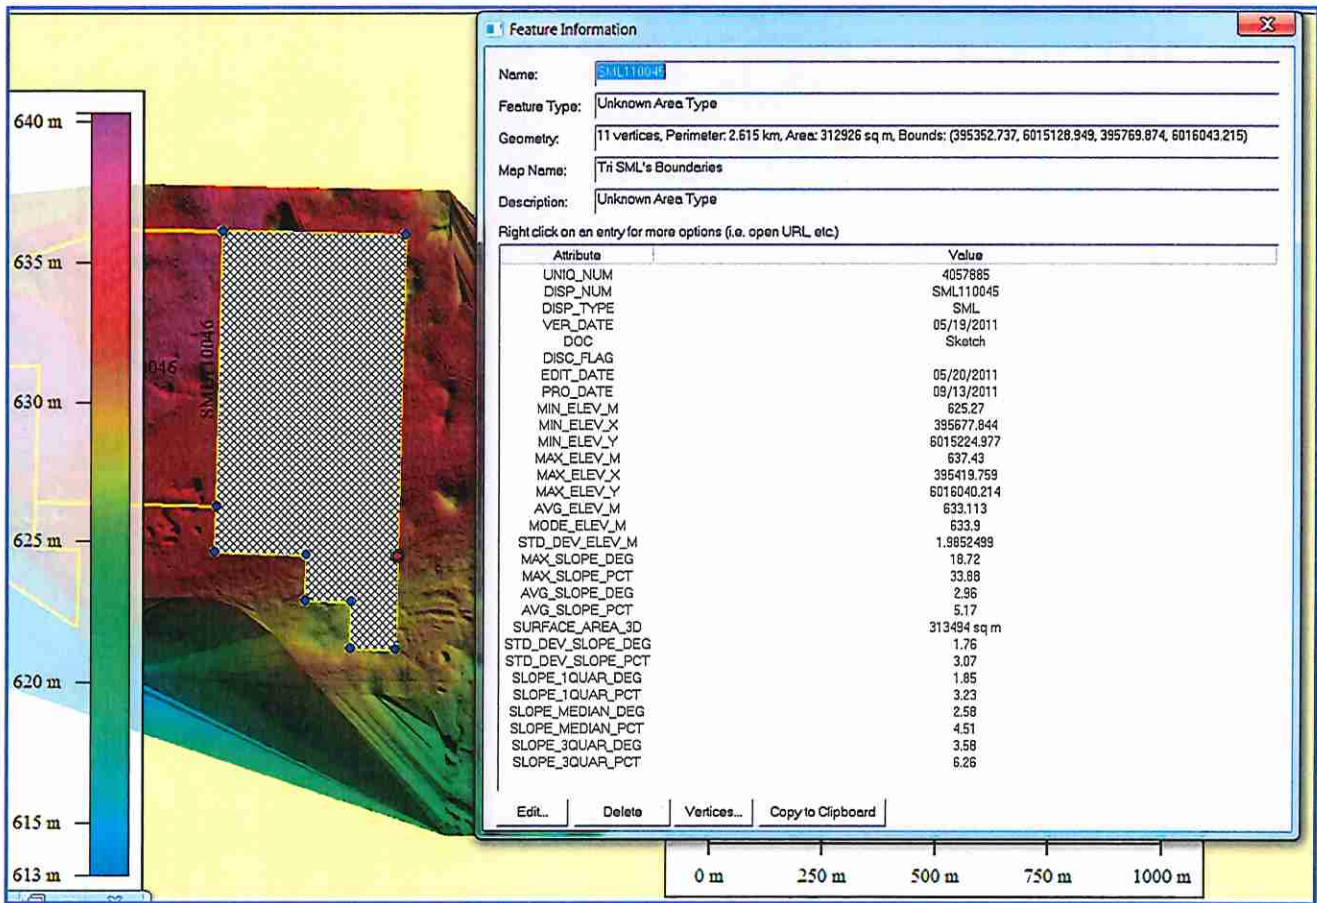 640 m
635 m
630 m
625 m
620 m
615 m
613 m
SML110046
0046
Feature Information
Name: SML110045
Feature Type: Unknown Area Type
Geometry: 11 vertices, Perimeter: 2.615 km, Area: 312926 sq m, Bounds: (395352.737, 6015128.949, 395769.874, 6016043.215)
Map Name: Tri SML's Boundaries
Description: Unknown Area Type
Right click on an entry for more options (i.e. open URL, etc.)
Attribute Value
UNIQ_NUM 4057885
DISP_NUM SML110045
DISP_TYPE SML
VER_DATE 05/19/2011
DOC Sketch
DISC_FLAG
EDIT_DATE 05/20/2011
PRO_DATE 09/13/2011
MIN_ELEV_M 625.27
MIN_ELEV_X 395677.844
MIN_ELEV_Y 6015224.977
MAX_ELEV_M 637.43
MAX_ELEV_X 395419.759
MAX_ELEV_Y 6016040.214
AVG_ELEV_M 633.113
MODE_ELEV_M 633.9
STD_DEV_ELEV_M 1.9852499
MAX_SLOPE_DEG 18.72
MAX_SLOPE_PCT 33.88
AVG_SLOPE_DEG 2.96
AVG_SLOPE_PCT 5.17
SURFACE_AREA_3D 313494 sq m
STD_DEV_SLOPE_DEG 1.76
STD_DEV_SLOPE_PCT 3.07
SLOPE_1QUAR_DEG 1.85
SLOPE_1QUAR_PCT 3.23
SLOPE_MEDIAN_DEG 2.58
SLOPE_MEDIAN_PCT 4.51
SLOPE_3QUAR_DEG 3.58
SLOPE_3QUAR_PCT 6.26
Edit... Delete Vertices... Copy to Clipboard
0 m 250 m 500 m 750 m 1000 m